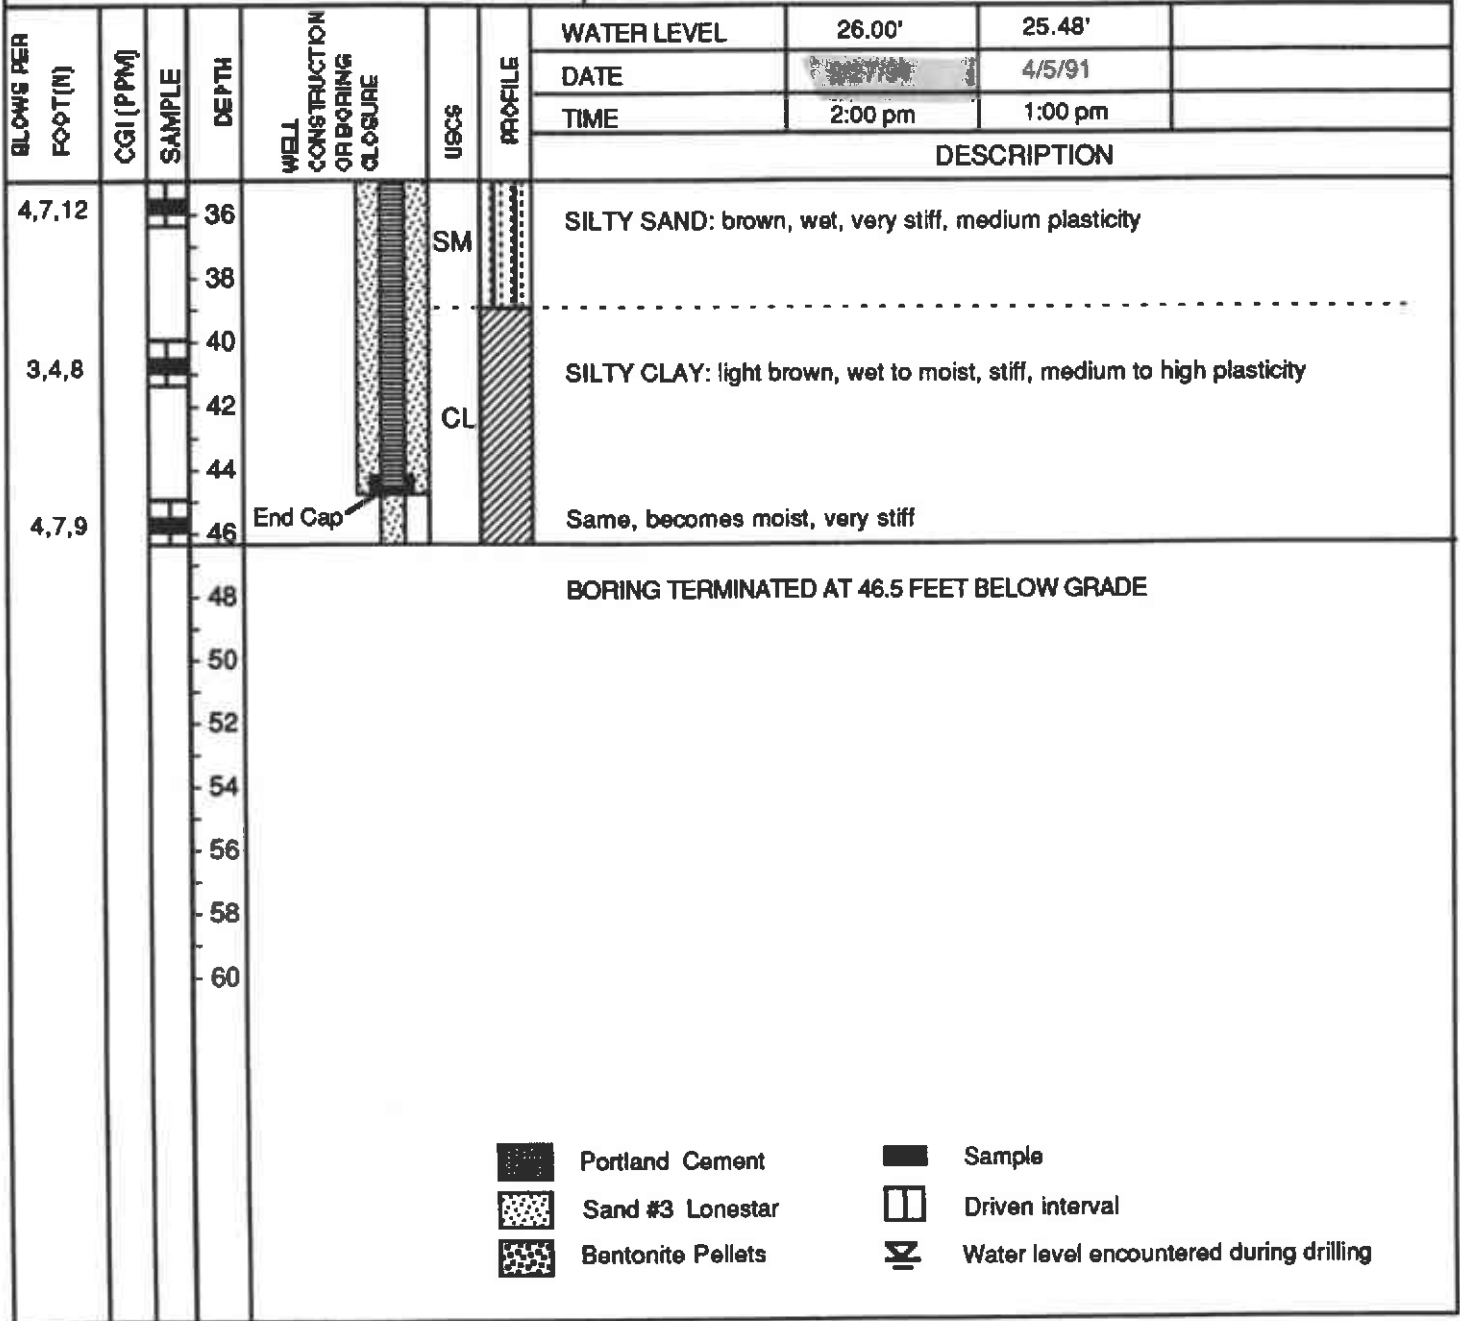 BLOWS PER FOOT(N)
CGI (PPM)
SAMPLE
DEPTH
WELL CONSTRUCTION OR BORING CLOSURE
USCS
PROFILE
WATER LEVEL 26.00' 25.48'
DATE 4/5/91
TIME 2:00 pm 1:00 pm
DESCRIPTION
4,7,12 36 SM SILTY SAND: brown, wet, very stiff, medium plasticity
38
40
3,4,8 SILTY CLAY: light brown, wet to moist, stiff, medium to high plasticity
42 CL
44
4,7,9 46 End Cap Same, becomes moist, very stiff
48 BORING TERMINATED AT 46.5 FEET BELOW GRADE
50
52
54
56
58
60
Portland Cement Sample
Sand #3 Lonestar Driven interval
Bentonite Pellets Water level encountered during drilling